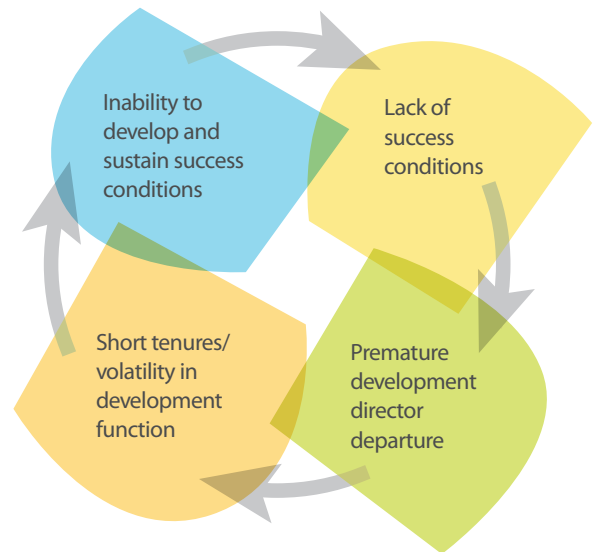 Inability to
develop and
sustain success
conditions
Lack of
success
conditions
Premature
development
director
departure
Short tenures/
volatility in
development
function